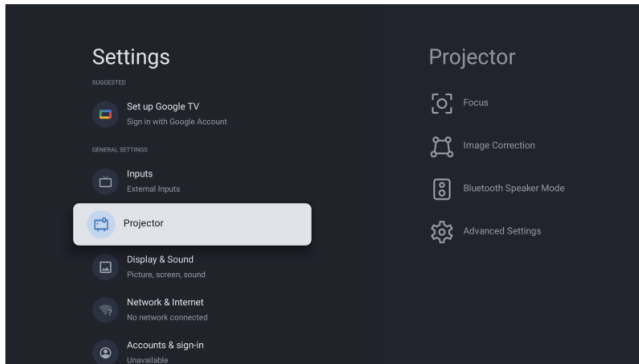 Settings
SUGGESTED
Set up Google TV
Sign in with Google Account
GENERAL SETTINGS
Inputs
External Inputs
Projector
Display & Sound
Picture, screen, sound
Network & Internet
No network connected
Accounts & sign-in
Unavailable
Projector
Focus
Image Correction
Bluetooth Speaker Mode
Advanced Settings